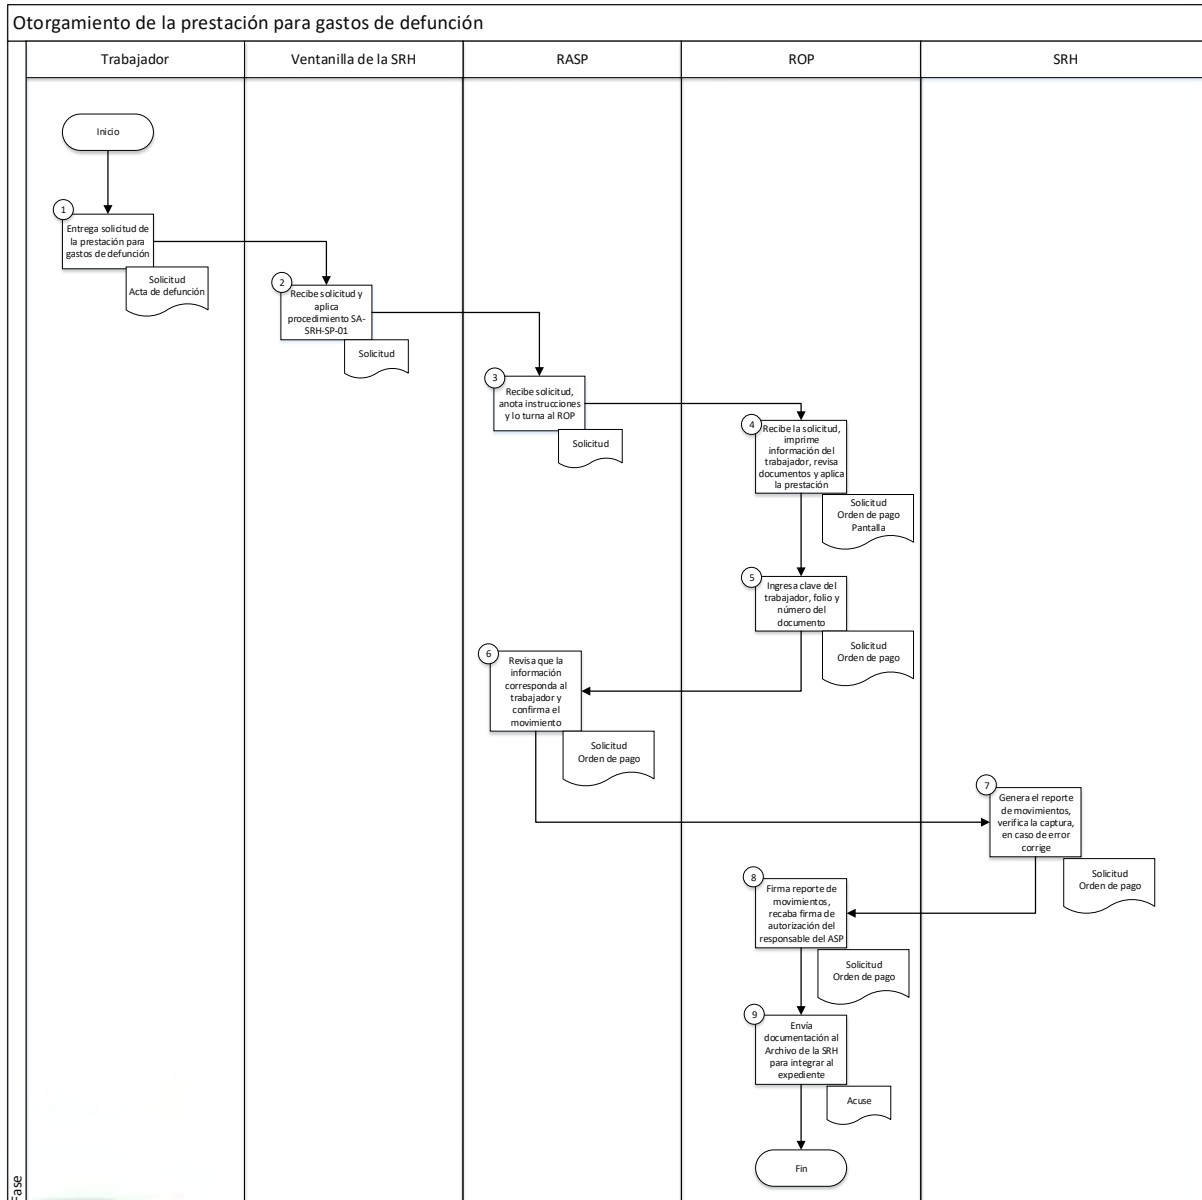 Otorgamiento de la prestación para gastos de defunción
Trabajador
Ventanilla de la SRH
RASP
ROP
SRH
Inicio
1
Entrega solicitud de
la prestación para
gastos de defunción
Solicitud
Acta de defunción
2
Recibe solicitud y
aplica
procedimiento SA-
SRH-SP-01
Solicitud
3
Recibe solicitud,
anota instrucciones
y lo turna al ROP
Solicitud
4
Recibe la solicitud,
imprime
información del
trabajador, revisa
documentos y aplica
la prestación
Solicitud
Orden de pago
Pantalla
5
Ingresa clave del
trabajador, folio y
número del
documento
Solicitud
Orden de pago
6
Revisa que la
información
corresponda al
trabajador y
confirma el
movimiento
Solicitud
Orden de pago
7
Genera el reporte
de movimientos,
verifica la captura,
en caso de error
corrige
Solicitud
Orden de pago
8
Firma reporte de
movimientos,
recaba firma de
autorización del
responsable del ASP
Solicitud
Orden de pago
9
Envía
documentación al
Archivo de la SRH
para integrar al
expediente
Acuse
Fin
Fase